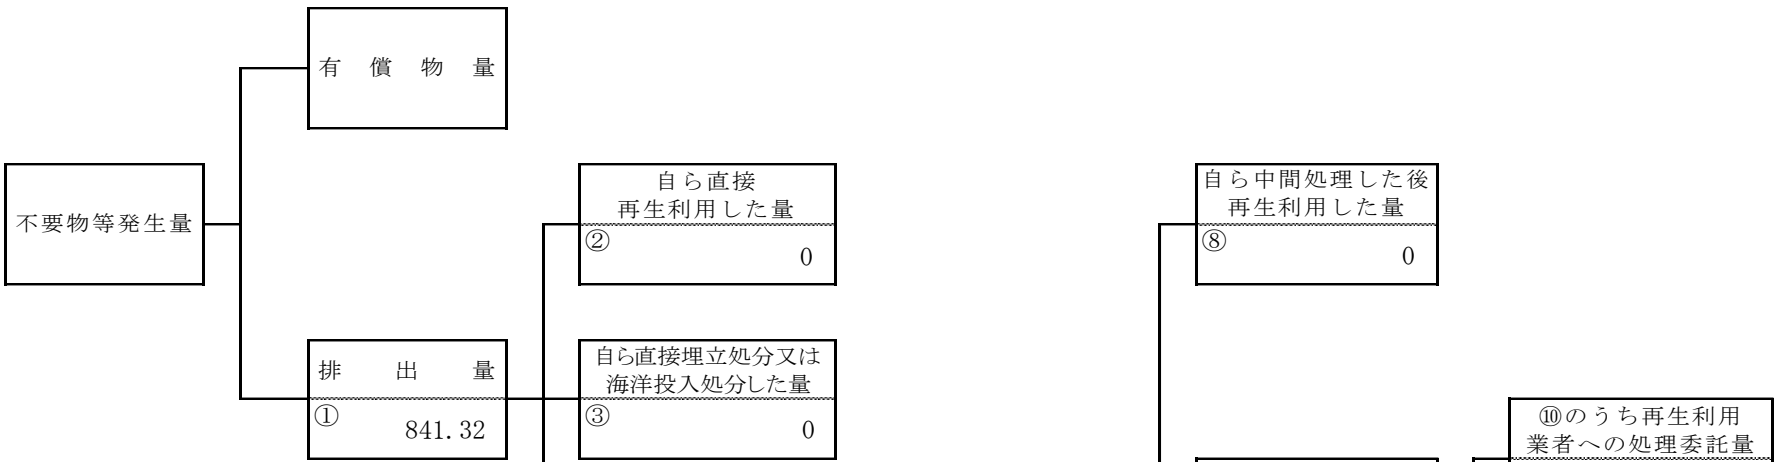 有償物量
不要物等発生量
自ら直接
再生利用した量
②
0
自ら中間処理した後
再生利用した量
⑧
0
排出量
①
841.32
自ら直接埋立処分又は
海洋投入処分した量
③
0
⑩のうち再生利用
業者への処理委託量